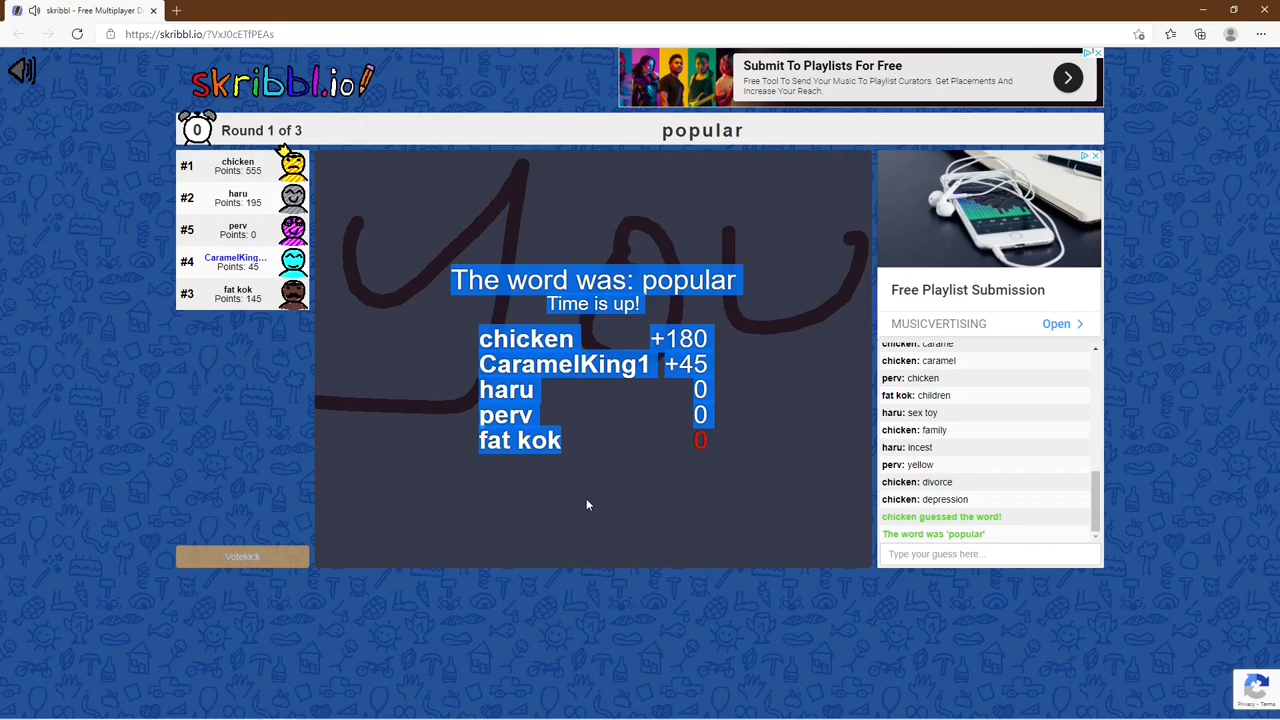 skribbl - Free Multiplayer D
https://skribbl.io/?VxJ0cETfPEAs
skribbl.io
Submit To Playlists For Free
Free Tool To Send Your Music To Playlist Curators. Get Placements And
Increase Your Reach.
0
Round 1 of 3
popular
#1
chicken
Points: 555
#2
haru
Points: 195
#5
perv
Points: 0
#4
CaramelKing...
Points: 45
#3
fat kok
Points: 145
Votekick
you
The word was: popular
Time is up!
chicken +180
CaramelKing1 +45
haru 0
perv 0
fat kok 0
Free Playlist Submission
MUSICVERTISING
Open
chicken: carame
chicken: caramel
perv: chicken
fat kok: children
haru: sex toy
chicken: family
haru: incest
perv: yellow
chicken: divorce
chicken: depression
chicken guessed the word!
The word was 'popular'
Type your guess here...
Privacy - Terms